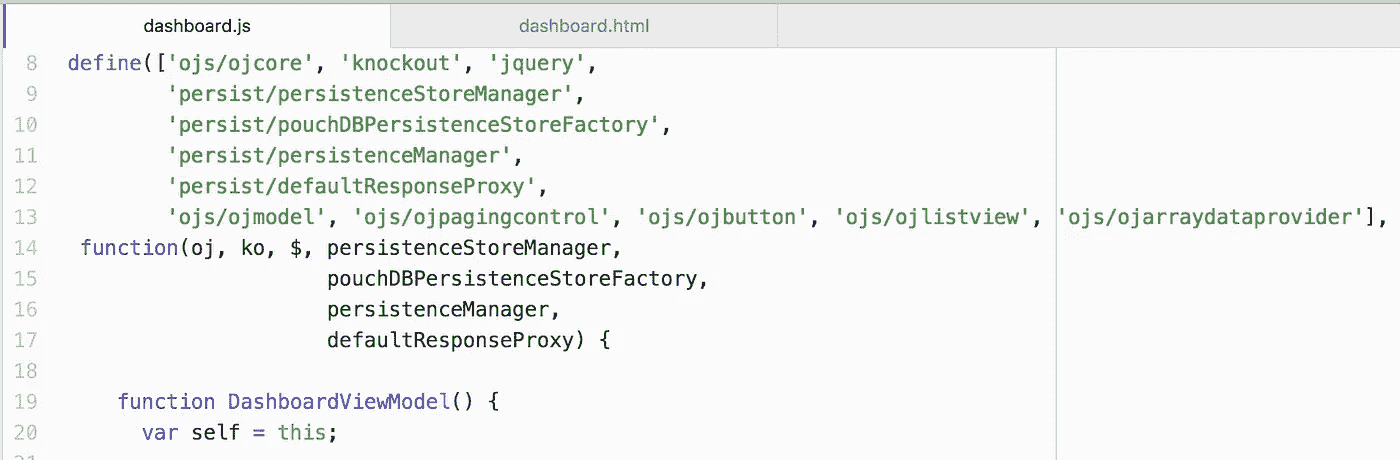 dashboard.js dashboard.html
8 define(['ojs/ojcore', 'knockout', 'jquery',
9 'persist/persistenceStoreManager',
10 'persist/pouchDBPersistenceStoreFactory',
11 'persist/persistenceManager',
12 'persist/defaultResponseProxy',
13 'ojs/ojmodel', 'ojs/ojpagingcontrol', 'ojs/ojbutton', 'ojs/ojlistview', 'ojs/ojarraydataprovider'],
14 function(oj, ko, $, persistenceStoreManager,
15 pouchDBPersistenceStoreFactory,
16 persistenceManager,
17 defaultResponseProxy) {
18
19 function DashboardViewModel() {
20 var self = this;